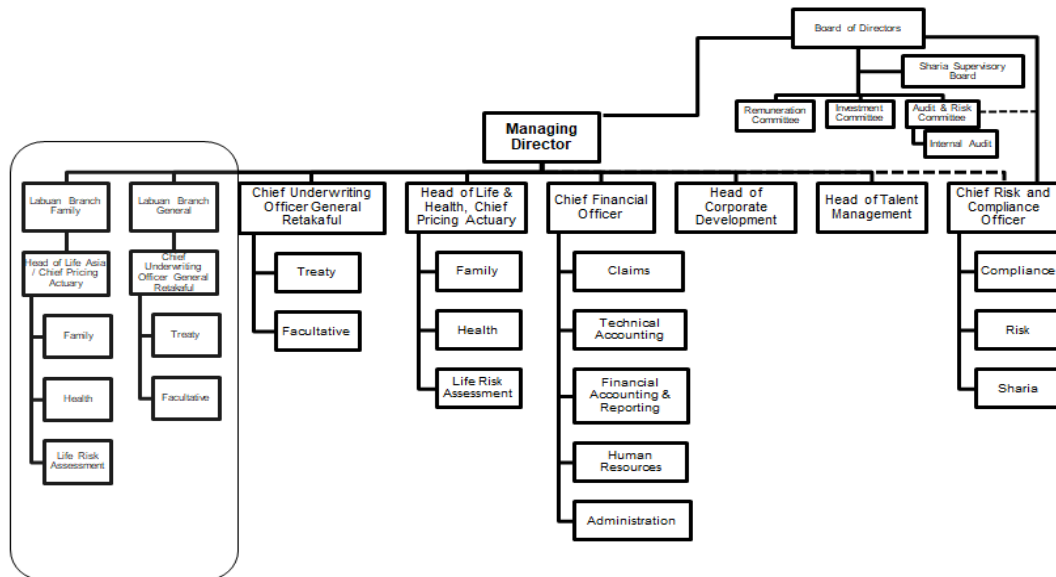 Board of Directors
Sharia Supervisory
Board
Remuneration
Committee
Investment
Committee
Audit & Risk
Committee
Internal Audit
Managing
Director
Labuan Branch
Family
Labuan Branch
General
Chief Underwriting
Officer General
Retakaful
Head of Life &
Health, Chief
Pricing Actuary
Chief Financial
Officer
Head of
Corporate
Development
Head of Talent
Management
Chief Risk and
Compliance
Officer
Head of Life Asia
/ Chief Pricing
Actuary
Chief
Underwriting
Officer General
Retakaful
Family
Health
Life Risk
Assessment
Treaty
Facultative
Treaty
Facultative
Family
Health
Life Risk
Assessment
Claims
Technical
Accounting
Financial
Accounting &
Reporting
Human
Resources
Administration
Compliance
Risk
Sharia